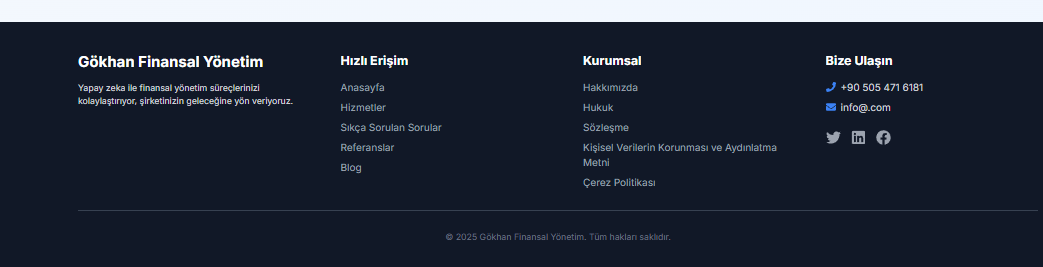 Gökhan Finansal Yönetim
Yapay zeka ile finansal yönetim süreçlerinizi
kolaylaştırıyor, şirketinizin geleceğine yön veriyoruz.
Hızlı Erişim
Anasayfa
Hizmetler
Sıkça Sorulan Sorular
Referanslar
Blog
Kurumsal
Hakkımızda
Hukuk
Sözleşme
Kişisel Verilerin Korunması ve Aydınlatma
Metni
Çerez Politikası
Bize Ulaşın
+90 505 471 6181
info@.com
© 2025 Gökhan Finansal Yönetim. Tüm hakları saklıdır.